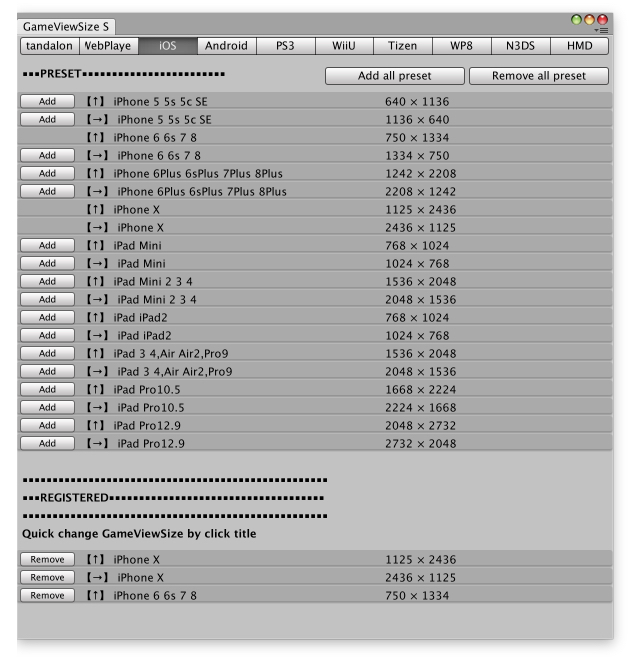 GameViewSize S
tandalon WebPlaye iOS Android PS3 WiiU Tizen WP8 N3DS HMD
▪▪▪PRESET▪▪▪▪▪▪▪▪▪▪▪▪▪▪▪▪▪▪▪▪▪▪▪▪ Add all preset Remove all preset
Add 【↑】 iPhone 5 5s 5c SE 640 × 1136
Add 【→】 iPhone 5 5s 5c SE 1136 × 640
【↑】 iPhone 6 6s 7 8 750 × 1334
Add 【→】 iPhone 6 6s 7 8 1334 × 750
Add 【↑】 iPhone 6Plus 6sPlus 7Plus 8Plus 1242 × 2208
Add 【→】 iPhone 6Plus 6sPlus 7Plus 8Plus 2208 × 1242
【↑】 iPhone X 1125 × 2436
【→】 iPhone X 2436 × 1125
Add 【↑】 iPad Mini 768 × 1024
Add 【→】 iPad Mini 1024 × 768
Add 【↑】 iPad Mini 2 3 4 1536 × 2048
Add 【→】 iPad Mini 2 3 4 2048 × 1536
Add 【↑】 iPad iPad2 768 × 1024
Add 【→】 iPad iPad2 1024 × 768
Add 【↑】 iPad 3 4,Air Air2,Pro9 1536 × 2048
Add 【→】 iPad 3 4,Air Air2,Pro9 2048 × 1536
Add 【↑】 iPad Pro10.5 1668 × 2224
Add 【→】 iPad Pro10.5 2224 × 1668
Add 【↑】 iPad Pro12.9 2048 × 2732
Add 【→】 iPad Pro12.9 2732 × 2048
▪▪▪REGISTERED▪▪▪▪▪▪▪▪▪▪▪▪▪▪▪▪▪▪▪▪▪▪▪▪▪▪▪▪▪▪
Quick change GameViewSize by click title
Remove 【↑】 iPhone X 1125 × 2436
Remove 【→】 iPhone X 2436 × 1125
Remove 【↑】 iPhone 6 6s 7 8 750 × 1334